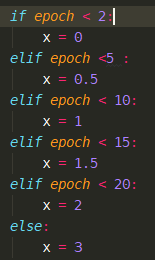 if epoch < 2:
    x = 0
elif epoch <5 :
    x = 0.5
elif epoch < 10:
    x = 1
elif epoch < 15:
    x = 1.5
elif epoch < 20:
    x = 2
else:
    x = 3